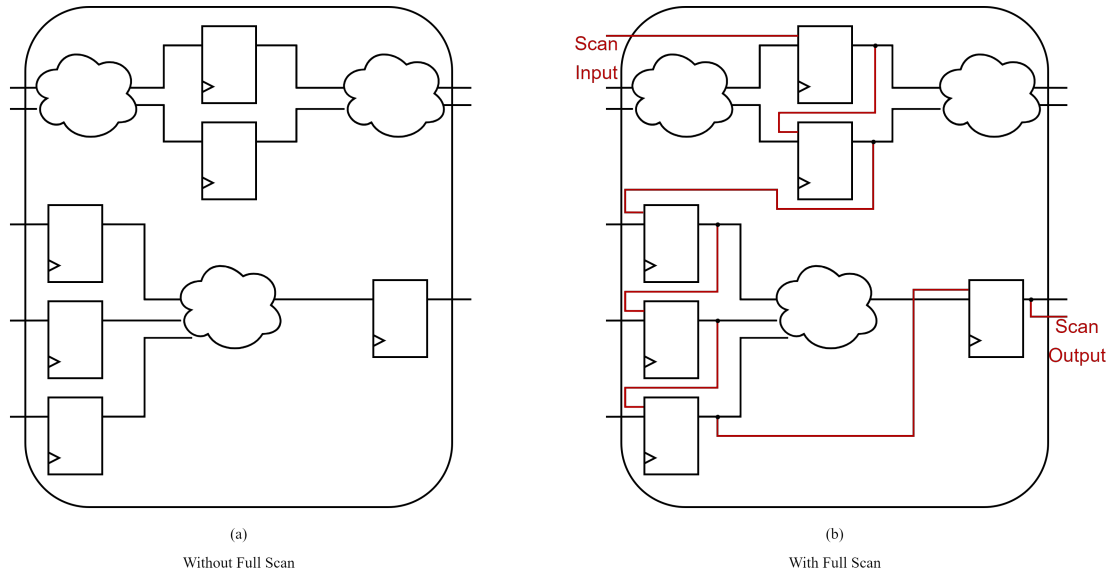 Scan
Input
Scan
Output
(a)
(b)
Without Full Scan
With Full Scan